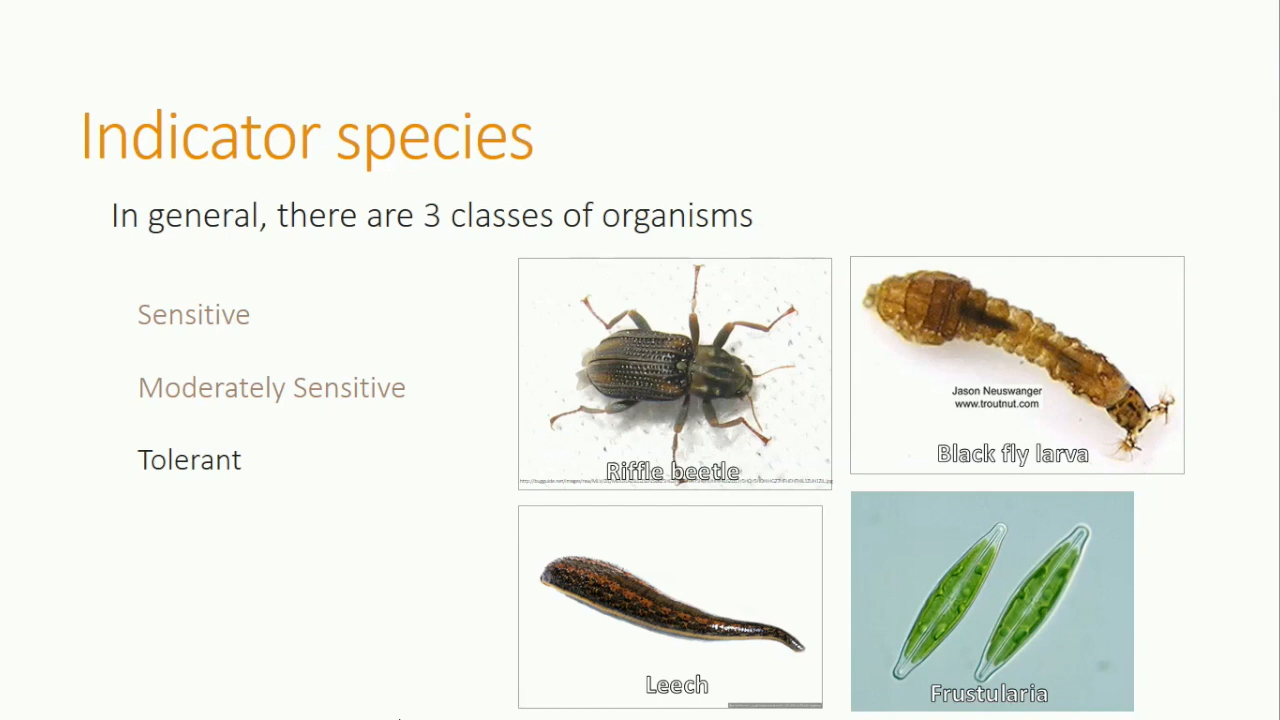 Indicator species
In general, there are 3 classes of organisms
Sensitive
Moderately Sensitive
Tolerant
Riffle beetle
Jason Neuswanger
www.troutnut.com
Black fly larva
Leech
Frustularia